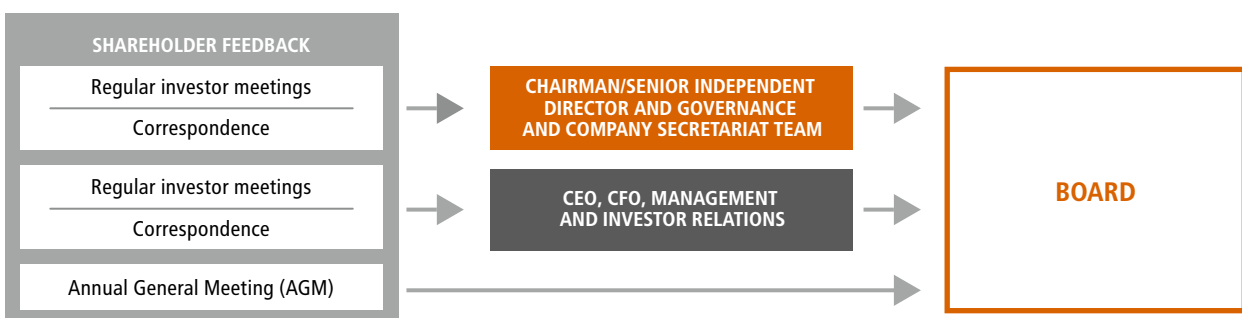 SHAREHOLDER FEEDBACK
Regular investor meetings
Correspondence
CHAIRMAN/SENIOR INDEPENDENT
DIRECTOR AND GOVERNANCE
AND COMPANY SECRETARIAT TEAM
Regular investor meetings
Correspondence
CEO, CFO, MANAGEMENT
AND INVESTOR RELATIONS
Annual General Meeting (AGM)
BOARD